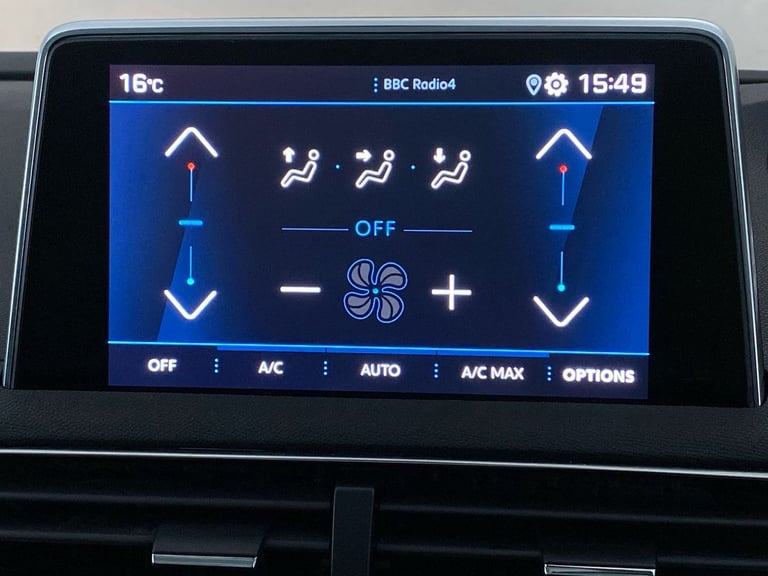 16°C BBC Radio4 15:49
OFF
OFF A/C AUTO A/C MAX OPTIONS